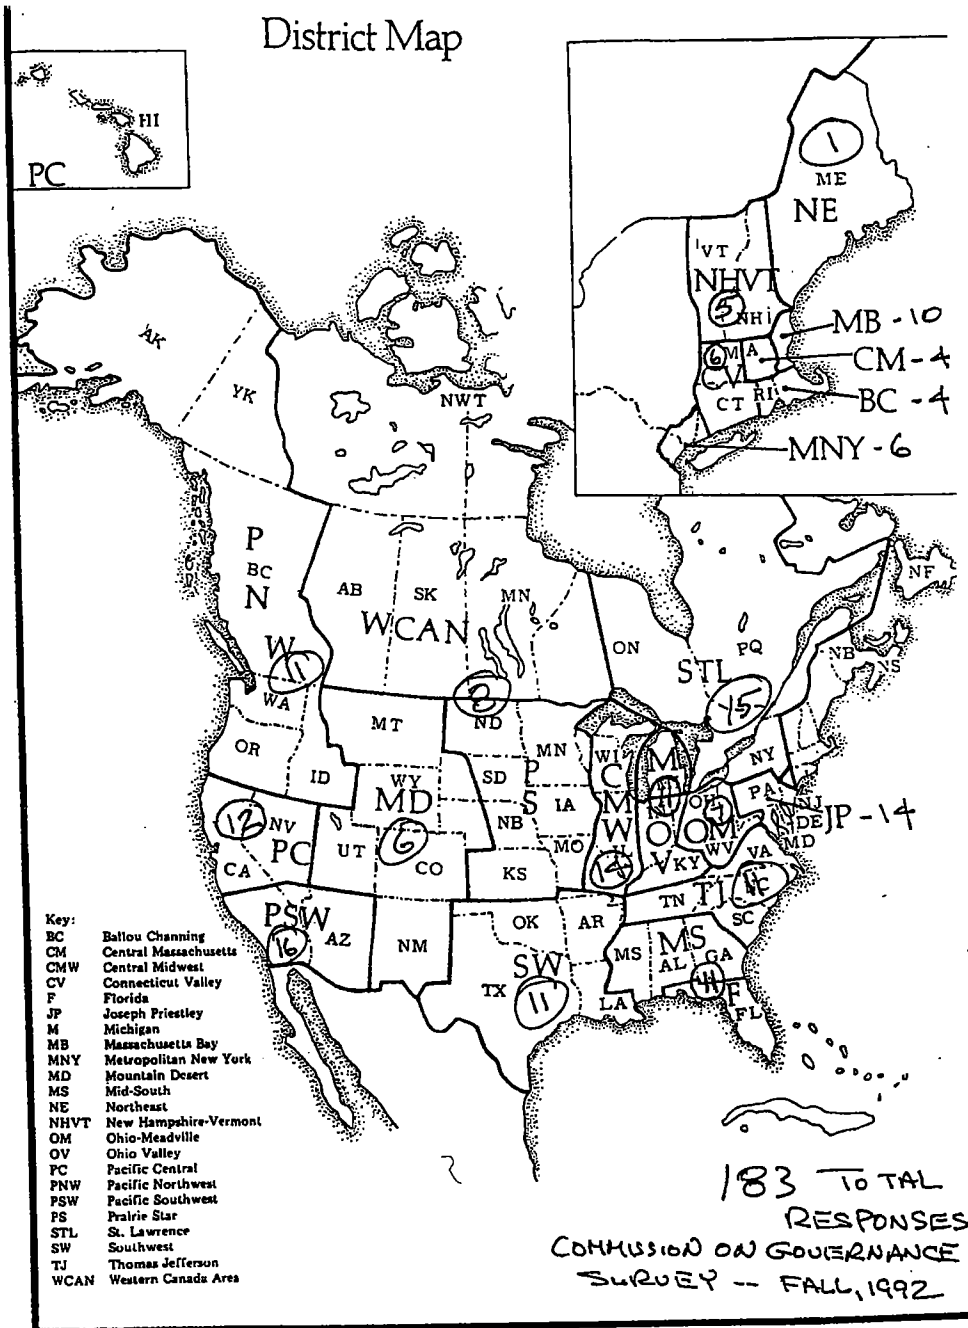 District Map
HI
PC
1
ME
NE
VT
NHVT
5
NH
MB - 10
6 M A
CM - 4
CV
CT RI
BC - 4
MNY - 6
AK
YK
NWT
P
BC
N
W
11
WA
AB
SK
MN
WCAN
ON
PQ
STL
15
NF
NB
NS
3
OR
ID
MT
ND
MN
WI
M
11
NY
WY
MD
6
SD
P
S
IA
NB
C
M
W
IL
14
OH
OM
PA
NJ
DE
MD
JP - 14
12
NV
PC
CA
UT
CO
KS
MO
O
V
KY
WV
VA
TN
TJ
11
NC
SC
PSW
16
AZ
NM
OK
AR
SW
TX
11
MS
MS
AL
GA
11
LA
F
FL
Key:
BC Ballou Channing
CM Central Massachusetts
CMW Central Midwest
CV Connecticut Valley
F Florida
JP Joseph Priestley
M Michigan
MB Massachusetts Bay
MNY Metropolitan New York
MD Mountain Desert
MS Mid-South
NE Northeast
NHVT New Hampshire-Vermont
OM Ohio-Meadville
OV Ohio Valley
PC Pacific Central
PNW Pacific Northwest
PSW Pacific Southwest
PS Prairie Star
STL St. Lawrence
SW Southwest
TJ Thomas Jefferson
WCAN Western Canada Area
183 TOTAL
RESPONSES
COMMISSION ON GOVERNANCE
SURVEY -- FALL, 1992